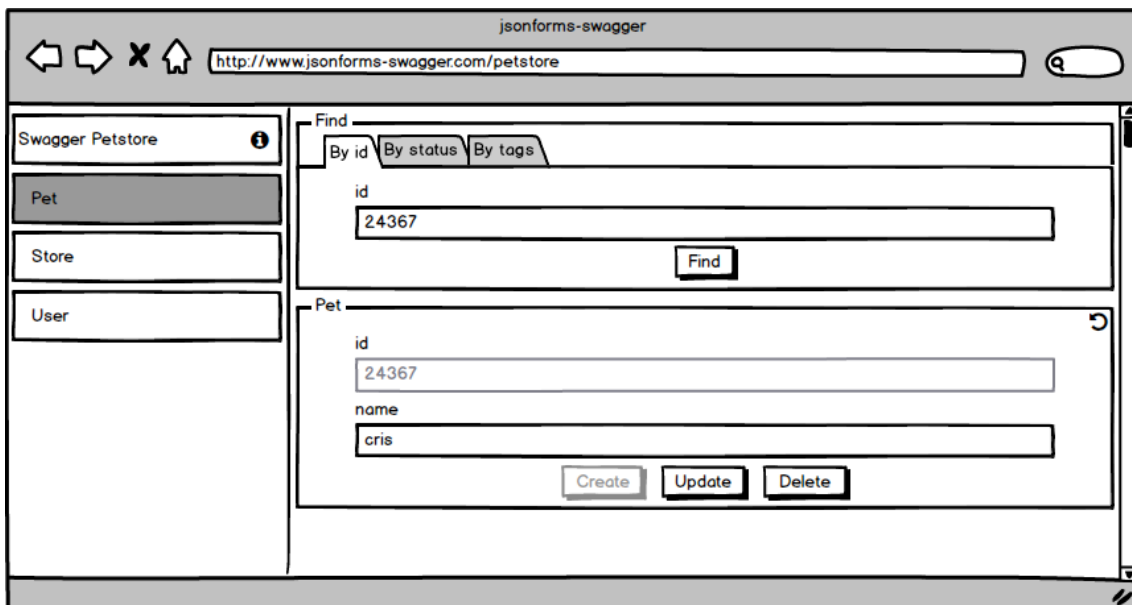 jsonforms-swagger
http://www.jsonforms-swagger.com/petstore
Swagger Petstore
Pet
Store
User
Find
By id By status By tags
id
24367
Find
Pet
id
24367
name
cris
Create Update Delete